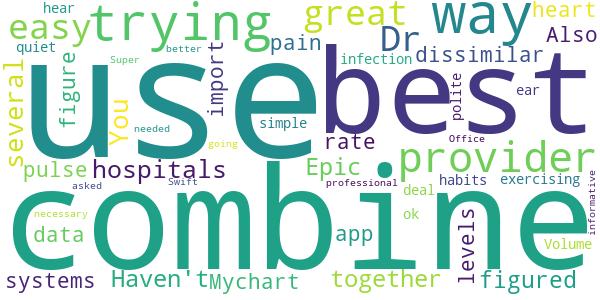 hear
trying
great
way
heart
easy
quiet
better
pain
Dr
Also
Super
import
dissimilar
several
figure
You
use
best
infection
polite
ear
needed
simple
rate
Office
going
pulse
hospitals
Epic
provider
asked
Swift
professional
habits
exercising
combine
deal
informative
necessary
ok
data
app
levels
Volume
systems
Haven't
Mychart
together
figured